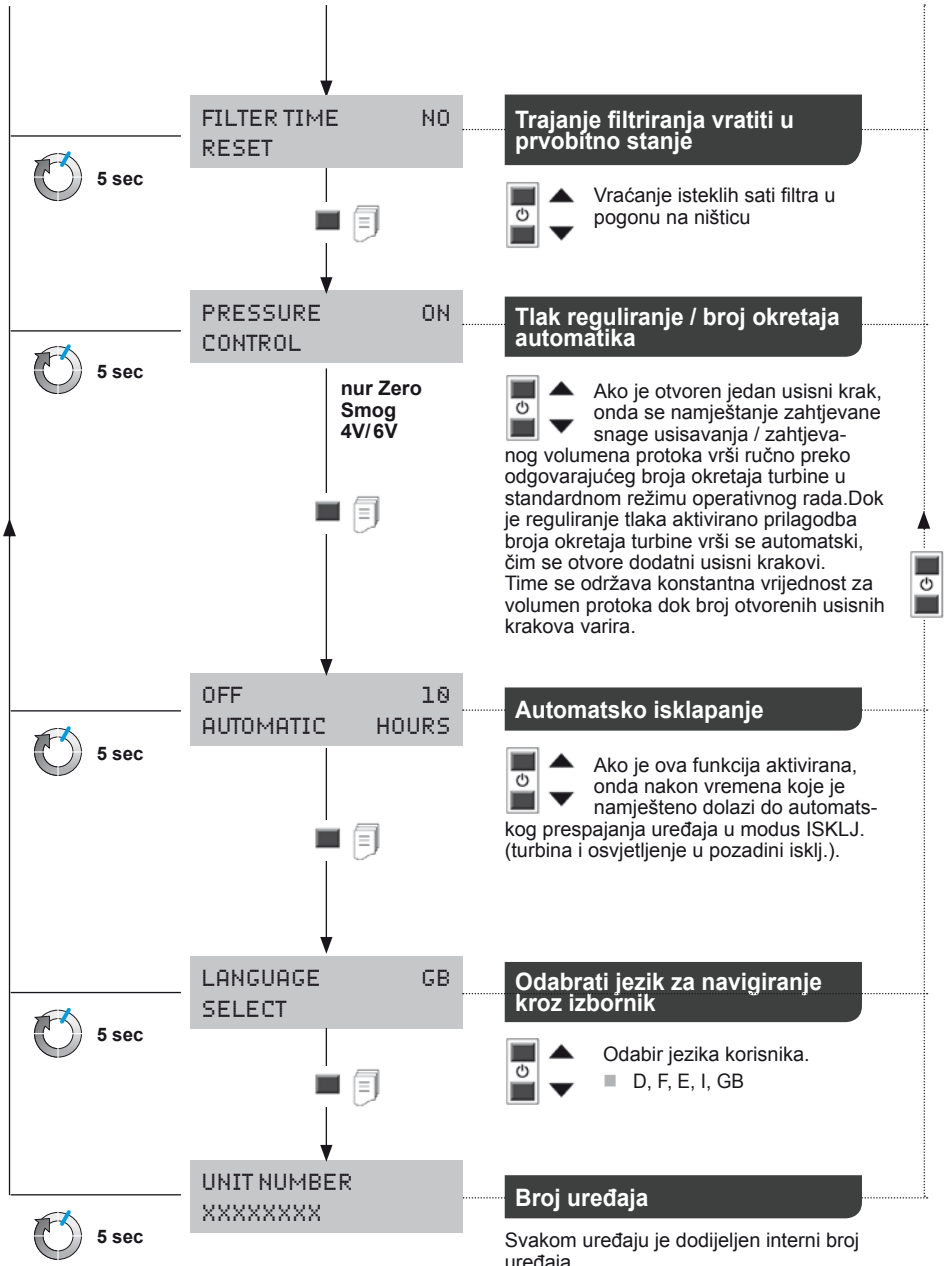 FILTER TIME NO
RESET
Trajanje filtriranja vratiti u
prvobitno stanje
5 sec
Vraćanje isteklih sati filtra u
pogonu na ništicu
PRESSURE ON
CONTROL
Tlak reguliranje / broj okretaja
automatika
5 sec
nur Zero
Smog
4V/6V
Ako je otvoren jedan usisni krak,
onda se namještanje zahtjevane
snage usisavanja / zahtjeva-
nog volumena protoka vrši ručno preko
odgovarajućeg broja okretaja turbine u
standardnom režimu operativnog rada.Dok
je reguliranje tlaka aktivirano prilagodba
broja okretaja turbine vrši se automatski,
čim se otvore dodatni usisni krakovi.
Time se održava konstantna vrijednost za
volumen protoka dok broj otvorenih usisnih
krakova varira.
OFF 10
AUTOMATIC HOURS
Automatsko isklapanje
5 sec
Ako je ova funkcija aktivirana,
onda nakon vremena koje je
namješteno dolazi do automats-
kog prespajanja uređaja u modus ISKLJ.
(turbina i osvjetljenje u pozadini isklj.).
LANGUAGE GB
SELECT
Odabrati jezik za navigiranje
kroz izbornik
5 sec
Odabir jezika korisnika.
D, F, E, I, GB
UNIT NUMBER
XXXXXXXX
Broj uređaja
5 sec
Svakom uređaju je dodijeljen interni broj
uređaja